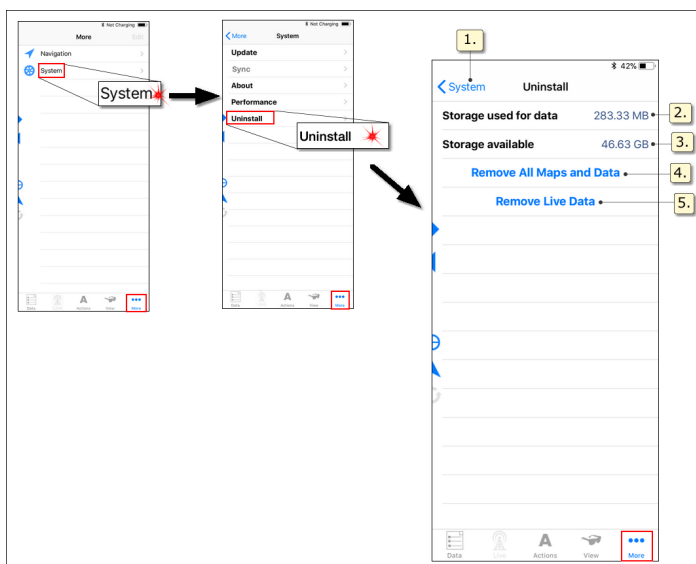 Not Charging
More
Edit
Navigation
System
System
Data
Live
Actions
View
More
Not Charging
More
System
Update
Sync
About
Performance
Uninstall
Uninstall
Data
Live
Actions
View
More
1.
42%
System
Uninstall
Storage used for data
283.33 MB
2.
Storage available
46.63 GB
3.
Remove All Maps and Data
4.
Remove Live Data
5.
Data
Live
Actions
View
More